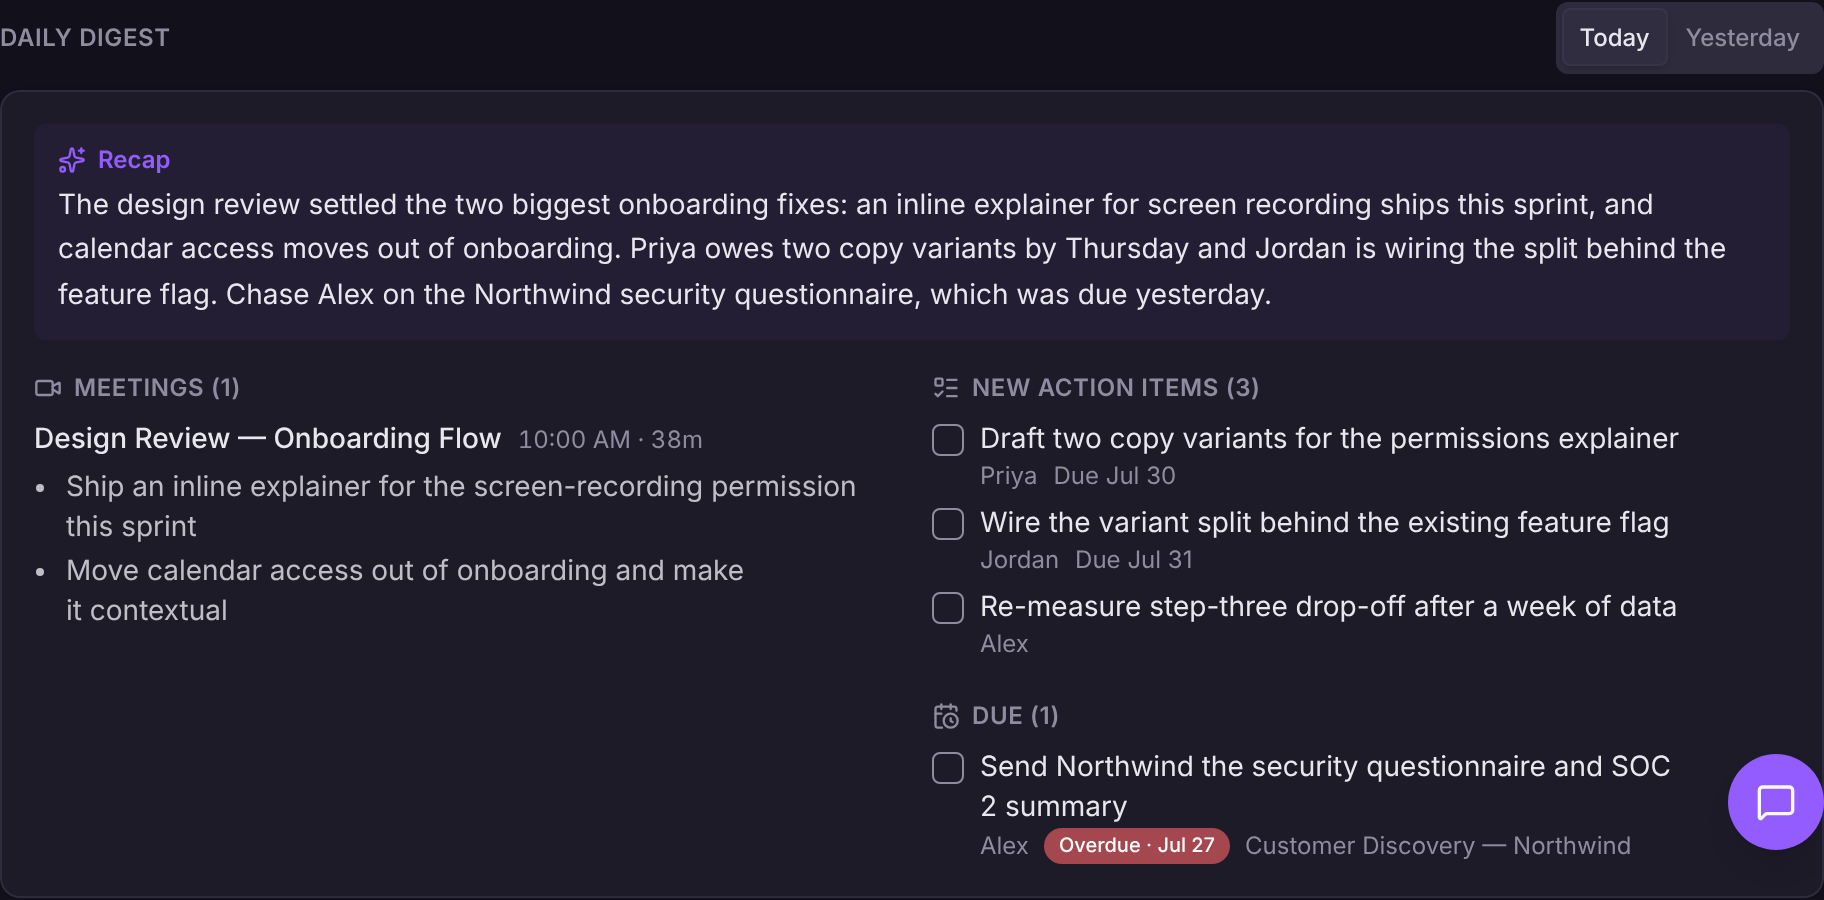 DAILY DIGEST
Today
Yesterday
Recap
The design review settled the two biggest onboarding fixes: an inline explainer for screen recording ships this sprint, and
calendar access moves out of onboarding. Priya owes two copy variants by Thursday and Jordan is wiring the split behind the
feature flag. Chase Alex on the Northwind security questionnaire, which was due yesterday.
MEETINGS (1)
Design Review — Onboarding Flow 10:00 AM · 38m
• Ship an inline explainer for the screen-recording permission
this sprint
• Move calendar access out of onboarding and make
it contextual
NEW ACTION ITEMS (3)
Draft two copy variants for the permissions explainer
Priya Due Jul 30
Wire the variant split behind the existing feature flag
Jordan Due Jul 31
Re-measure step-three drop-off after a week of data
Alex
DUE (1)
Send Northwind the security questionnaire and SOC
2 summary
Alex Overdue · Jul 27 Customer Discovery — Northwind